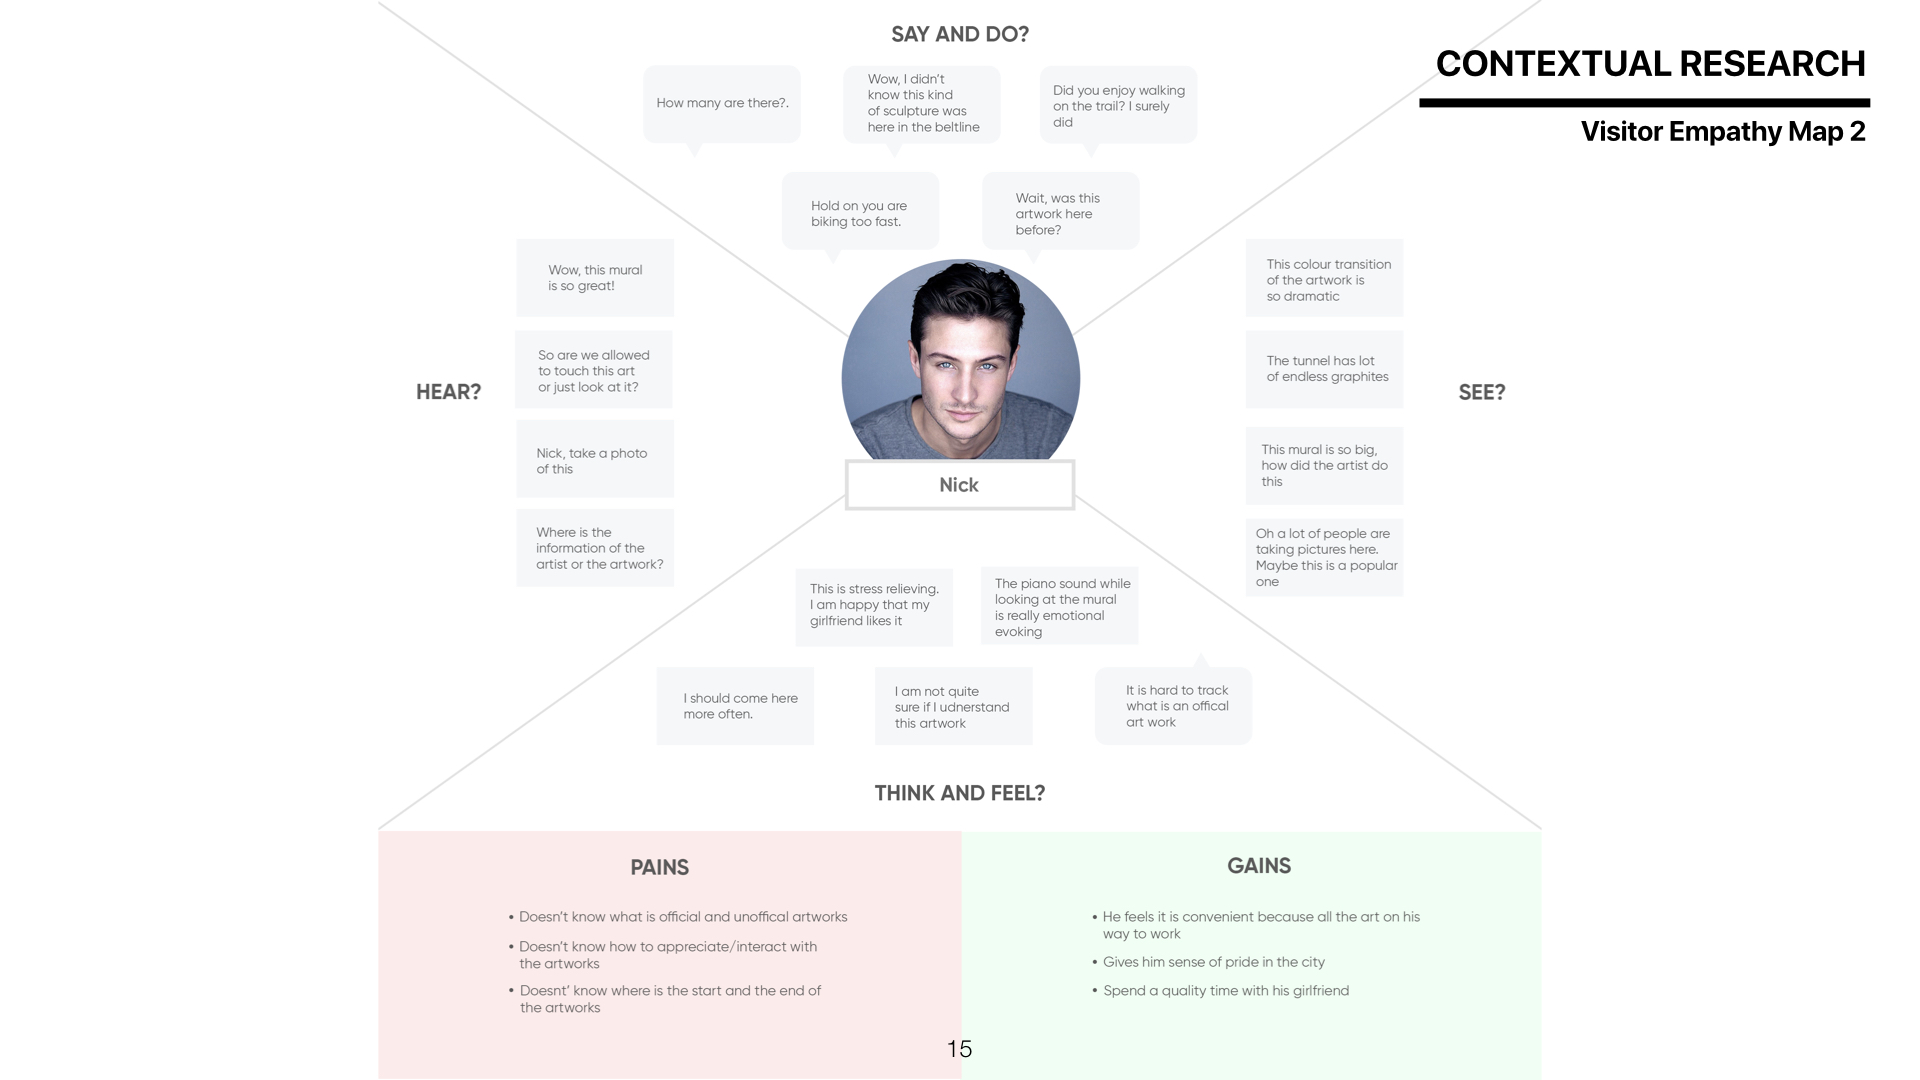 CONTEXTUAL RESEARCH
Visitor Empathy Map 2
SAY AND DO?
How many are there?.
Wow, I didn't
know this kind
of sculpture was
here in the beltline
Did you enjoy walking
on the trail? I surely
did
Hold on you are
biking too fast.
Wait, was this
artwork here
before?
HEAR?
Wow, this mural
is so great!
So are we allowed
to touch this art
or just look at it?
Nick, take a photo
of this
Where is the
information of the
artist or the artwork?
Nick
SEE?
This colour transition
of the artwork is
so dramatic
The tunnel has lot
of endless graphites
This mural is so big,
how did the artist do
this
Oh a lot of people are
taking pictures here.
Maybe this is a popular
one
This is stress relieving.
I am happy that my
girlfriend likes it
The piano sound while
looking at the mural
is really emotional
evoking
I should come here
more often.
I am not quite
sure if I udnerstand
this artwork
It is hard to track
what is an offical
art work
THINK AND FEEL?
PAINS
• Doesn't know what is official and unoffical artworks
• Doesn't know how to appreciate/interact with
the artworks
• Doesnt' know where is the start and the end of
the artworks
GAINS
• He feels it is convenient because all the art on his
way to work
• Gives him sense of pride in the city
• Spend a quality time with his girlfriend
15